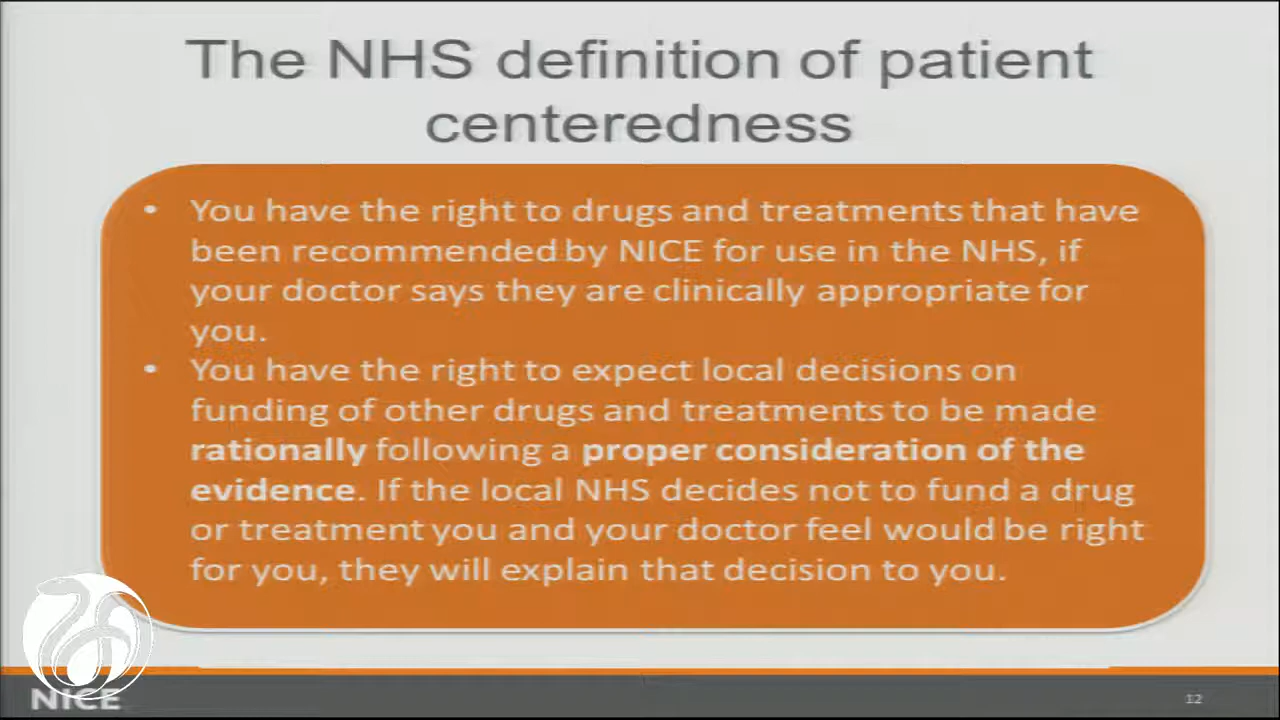 The NHS definition of patient
centeredness
• You have the right to drugs and treatments that have
been recommended by NICE for use in the NHS, if
your doctor says they are clinically appropriate for
you.
• You have the right to expect local decisions on
funding of other drugs and treatments to be made
rationally following a proper consideration of the
evidence. If the local NHS decides not to fund a drug
or treatment you and your doctor feel would be right
for you, they will explain that decision to you.
NICE
12